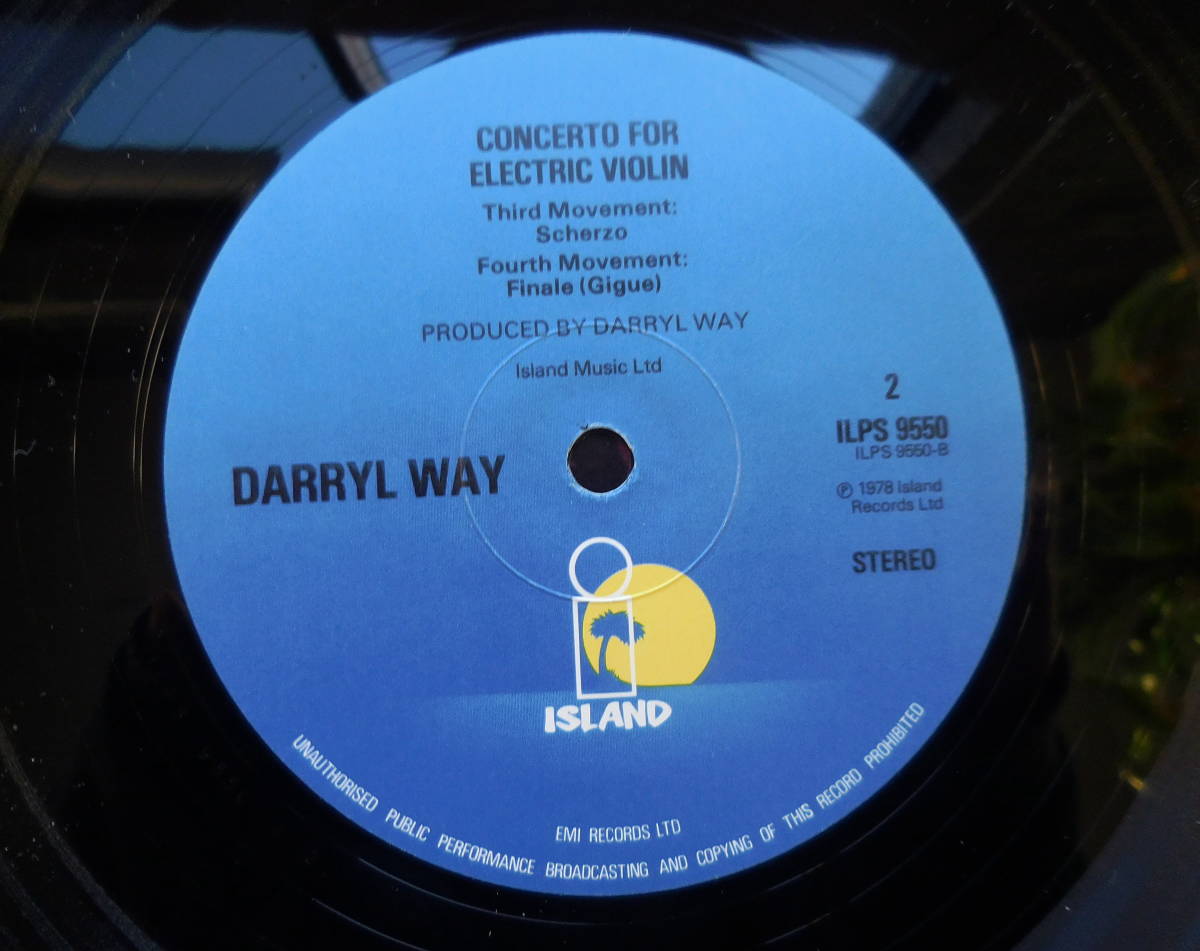 CONCERTO FOR
ELECTRIC VIOLIN
Third Movement:
Scherzo
Fourth Movement:
Finale (Gigue)
PRODUCED BY DARRYL WAY
Island Music Ltd
2
ILPS 9550
ILPS 9550-B
℗ 1978 Island
Records Ltd
DARRYL WAY
STEREO
ISLAND
EMI RECORDS LTD
UNAUTHORISED PUBLIC PERFORMANCE BROADCASTING AND COPYING OF THIS RECORD PROHIBITED